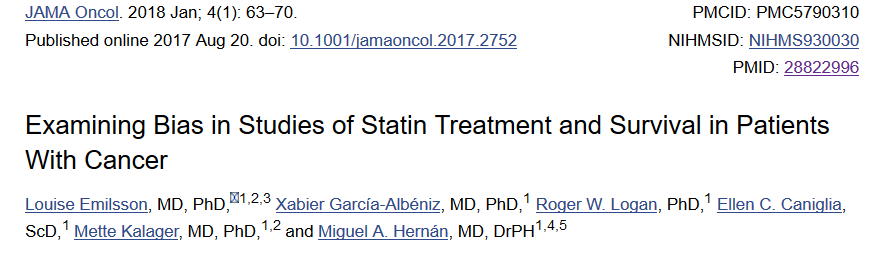 JAMA Oncol. 2018 Jan; 4(1): 63–70.
PMCID: PMC5790310
Published online 2017 Aug 20. doi: 10.1001/jamaoncol.2017.2752
NIHMSID: NIHMS930030
PMID: 28822996
Examining Bias in Studies of Statin Treatment and Survival in Patients
With Cancer
Louise Emilsson, MD, PhD,1,2,3 Xabier García-Albéniz, MD, PhD,1 Roger W. Logan, PhD,1 Ellen C. Caniglia,
ScD,1 Mette Kalager, MD, PhD,1,2 and Miguel A. Hernán, MD, DrPH1,4,5